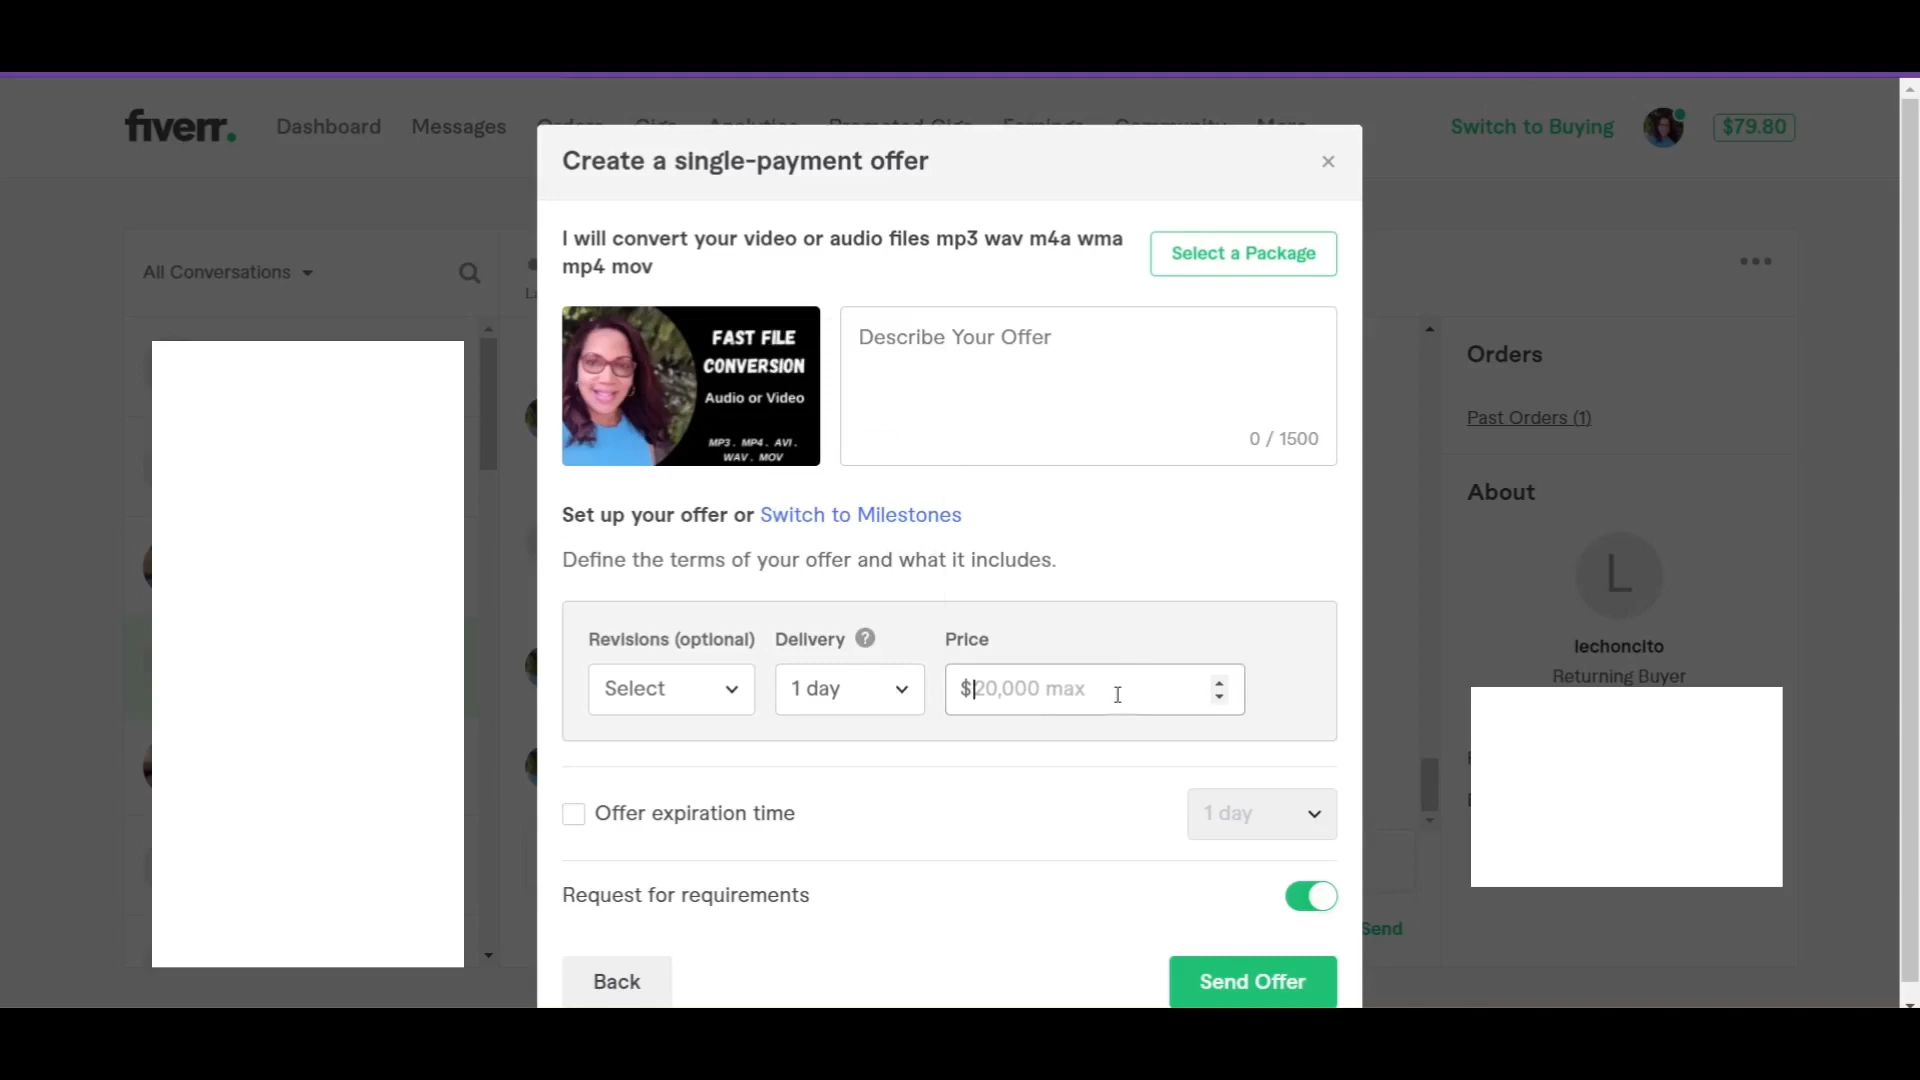 fiverr.
Dashboard
Messages
Switch to Buying
$79.80
Create a single-payment offer
×
I will convert your video or audio files mp3 wav m4a wma
mp4 mov
Select a Package
All Conversations
FAST FILE
CONVERSION
Audio or Video
MP3 . MP4 . AVI .
WAV . MOV
Describe Your Offer
0 / 1500
Orders
Past Orders (1)
About
L
lechoncito
Returning Buyer
Set up your offer or Switch to Milestones
Define the terms of your offer and what it includes.
Revisions (optional)
Delivery ?
Price
Select
1 day
$20,000 max
Offer expiration time
1 day
Request for requirements
Send
Back
Send Offer